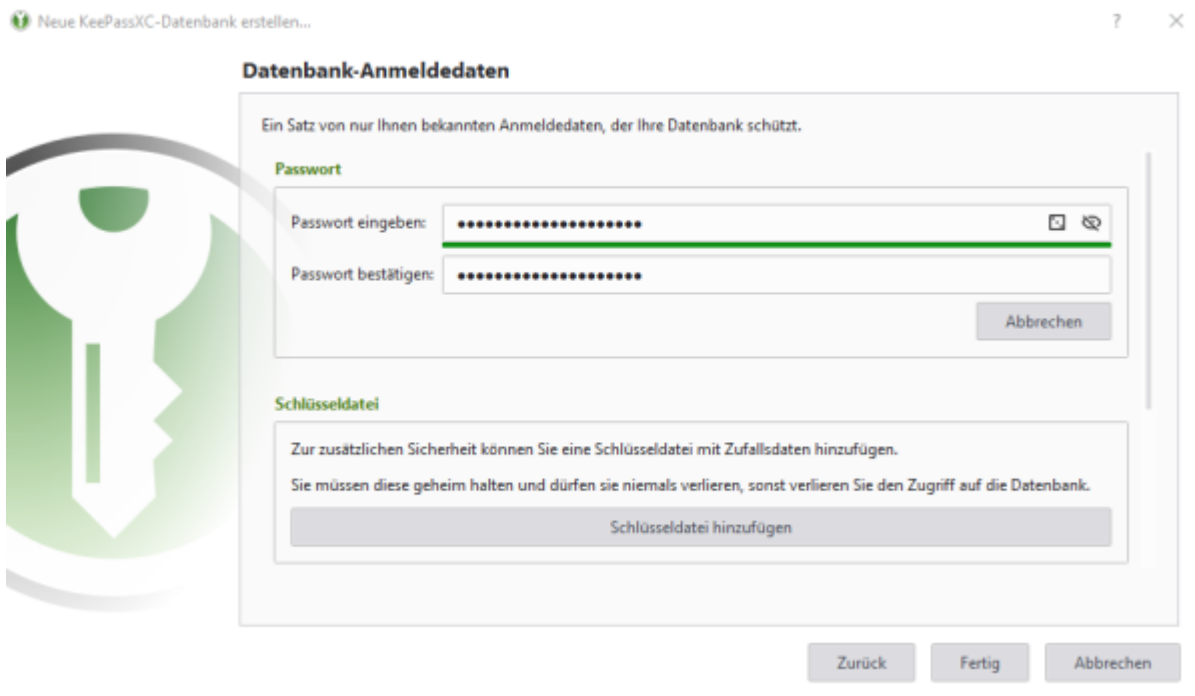 Neue KeePassXC-Datenbank erstellen...
?
Datenbank-Anmeldedaten
Ein Satz von nur Ihnen bekannten Anmeldedaten, der Ihre Datenbank schützt.
Passwort
Passwort eingeben: ••••••••••••••••••••
Passwort bestätigen: ••••••••••••••••••••
Abbrechen
Schlüsseldatei
Zur zusätzlichen Sicherheit können Sie eine Schlüsseldatei mit Zufallsdaten hinzufügen.
Sie müssen diese geheim halten und dürfen sie niemals verlieren, sonst verlieren Sie den Zugriff auf die Datenbank.
Schlüsseldatei hinzufügen
Zurück Fertig Abbrechen